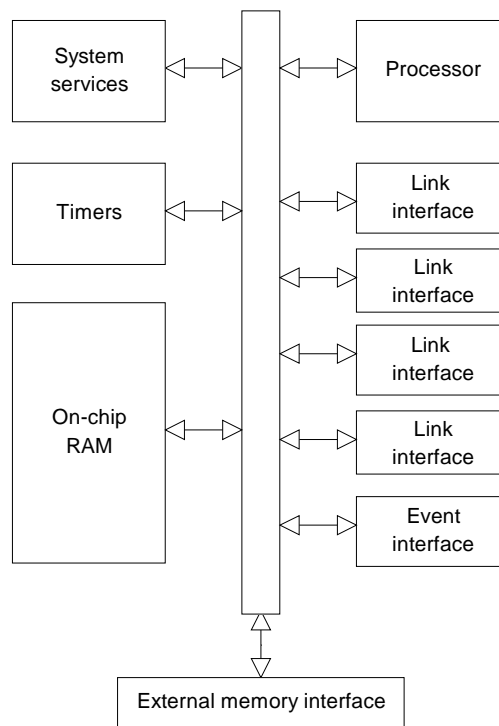 System
services
Processor
Timers
Link
interface
Link
interface
Link
interface
On-chip
RAM
Link
interface
Event
interface
External memory interface